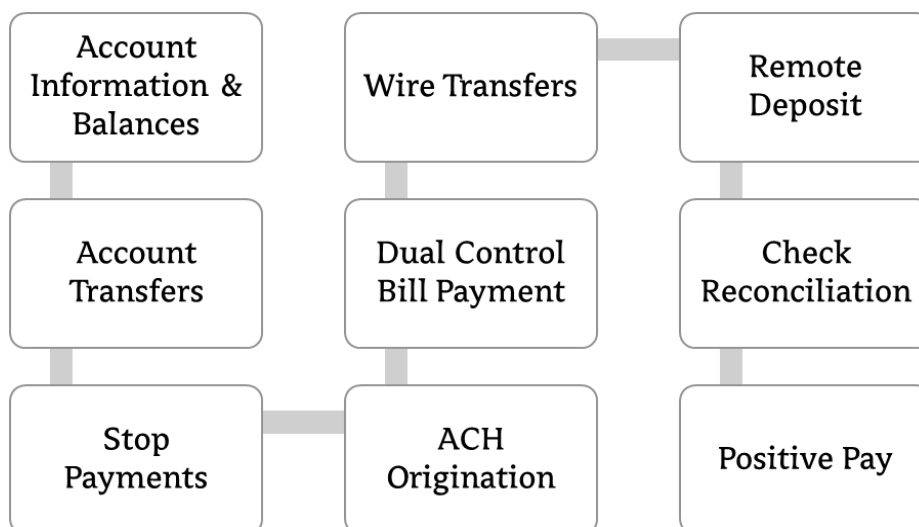 Account
Information &
Balances
Account
Transfers
Stop
Payments
ACH
Origination
Dual Control
Bill Payment
Wire Transfers
Remote
Deposit
Check
Reconciliation
Positive Pay